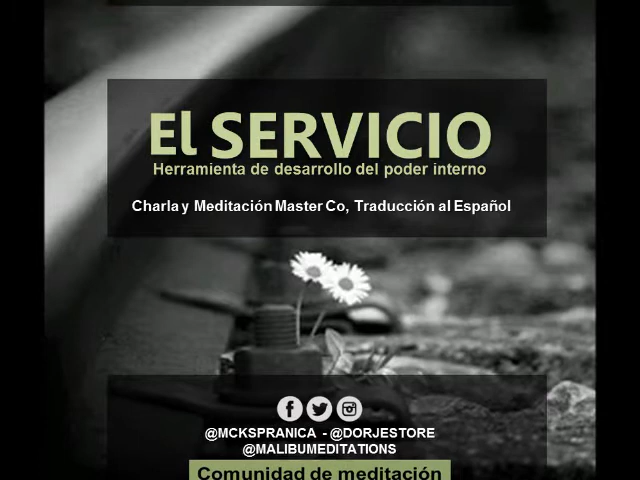 El SERVICIO
Herramienta de desarrollo del poder interno
Charla y Meditación Master Co, Traducción al Español
@MCKSPRANICA - @DORJESTORE
@MALIBUMEDITATIONS
Comunidad de meditación